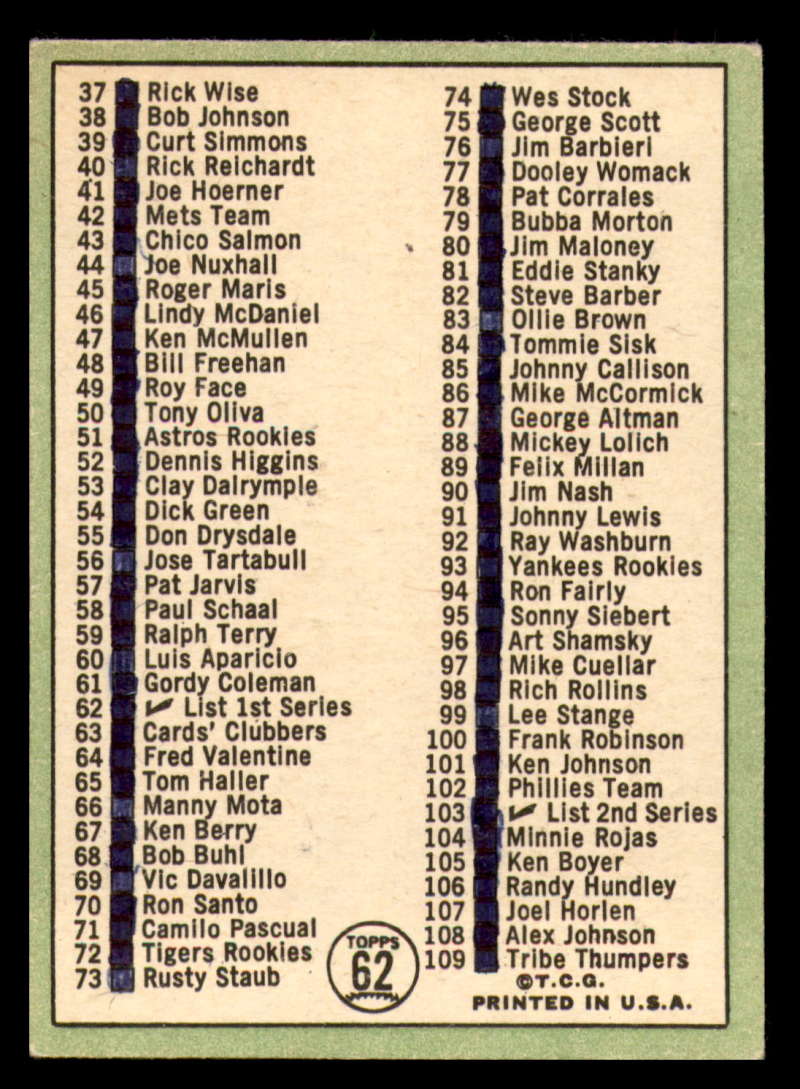 37 Rick Wise
38 Bob Johnson
39 Curt Simmons
40 Rick Reichardt
41 Joe Hoerner
42 Mets Team
43 Chico Salmon
44 Joe Nuxhall
45 Roger Maris
46 Lindy McDaniel
47 Ken McMullen
48 Bill Freehan
49 Roy Face
50 Tony Oliva
51 Astros Rookies
52 Dennis Higgins
53 Clay Dalrymple
54 Dick Green
55 Don Drysdale
56 Jose Tartabull
57 Pat Jarvis
58 Paul Schaal
59 Ralph Terry
60 Luis Aparicio
61 Gordy Coleman
62 ✔ List 1st Series
63 Cards' Clubbers
64 Fred Valentine
65 Tom Haller
66 Manny Mota
67 Ken Berry
68 Bob Buhl
69 Vic Davalillo
70 Ron Santo
71 Camilo Pascual
72 Tigers Rookies
73 Rusty Staub
74 Wes Stock
75 George Scott
76 Jim Barbieri
77 Dooley Womack
78 Pat Corrales
79 Bubba Morton
80 Jim Maloney
81 Eddie Stanky
82 Steve Barber
83 Ollie Brown
84 Tommie Sisk
85 Johnny Callison
86 Mike McCormick
87 George Altman
88 Mickey Lolich
89 Felix Millan
90 Jim Nash
91 Johnny Lewis
92 Ray Washburn
93 Yankees Rookies
94 Ron Fairly
95 Sonny Siebert
96 Art Shamsky
97 Mike Cuellar
98 Rich Rollins
99 Lee Stange
100 Frank Robinson
101 Ken Johnson
102 Phillies Team
103 ✔ List 2nd Series
104 Minnie Rojas
105 Ken Boyer
106 Randy Hundley
107 Joel Horlen
108 Alex Johnson
109 Tribe Thumpers
TOPPS
62
©T.C.G.
PRINTED IN U.S.A.